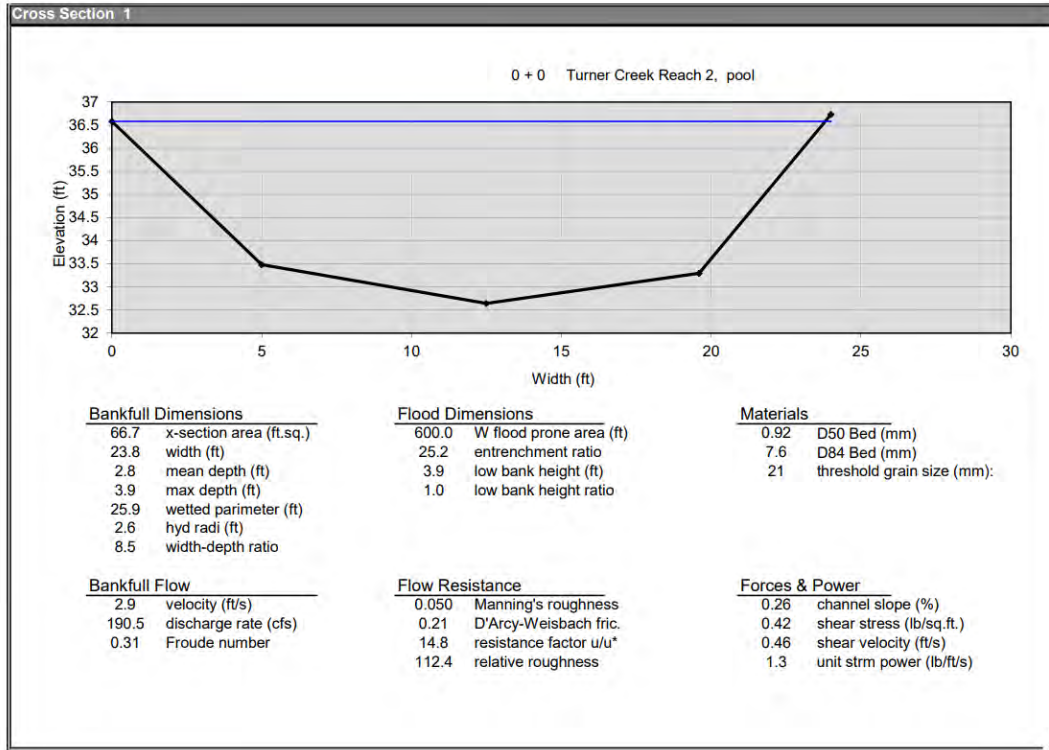 Cross Section 1
0 + 0 Turner Creek Reach 2, pool
37
36.5
36
35.5
35
34.5
34
33.5
33
32.5
32
Elevation (ft)
0 5 10 15 20 25 30
Width (ft)
Bankfull Dimensions
66.7 x-section area (ft.sq.)
23.8 width (ft)
2.8 mean depth (ft)
3.9 max depth (ft)
25.9 wetted parimeter (ft)
2.6 hyd radi (ft)
8.5 width-depth ratio
Flood Dimensions
600.0 W flood prone area (ft)
25.2 entrenchment ratio
3.9 low bank height (ft)
1.0 low bank height ratio
Materials
0.92 D50 Bed (mm)
7.6 D84 Bed (mm)
21 threshold grain size (mm):
Bankfull Flow
2.9 velocity (ft/s)
190.5 discharge rate (cfs)
0.31 Froude number
Flow Resistance
0.050 Manning's roughness
0.21 D'Arcy-Weisbach fric.
14.8 resistance factor u/u*
112.4 relative roughness
Forces & Power
0.26 channel slope (%)
0.42 shear stress (lb/sq.ft.)
0.46 shear velocity (ft/s)
1.3 unit strm power (lb/ft/s)